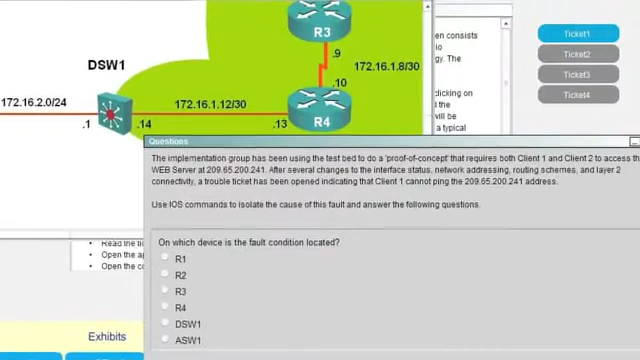 R3
en consists
io
gy. The
Ticket1
Ticket2
Ticket3
Ticket4
.9
172.16.1.8/30
.10
DSW1
172.16.2.0/24
172.16.1.12/30
.1
.14
.13
R4
clicking on
d the
will be
a typical
Questions
The implementation group has been using the test bed to do a 'proof-of-concept' that requires both Client 1 and Client 2 to access the
WEB Server at 209.65.200.241. After several changes to the interface status, network addressing, routing schemes, and layer 2
connectivity, a trouble ticket has been opened indicating that Client 1 cannot ping the 209.65.200.241 address.
Use IOS commands to isolate the cause of this fault and answer the following questions.
On which device is the fault condition located?
R1
R2
R3
R4
DSW1
ASW1
• Read the ti
• Open the ap
• Open the co
Exhibits